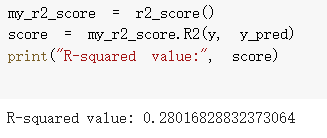 my_r2_score = r2_score()
score = my_r2_score.R2(y, y_pred)
print("R-squared value:", score)
R-squared value: 0.28016828832373064